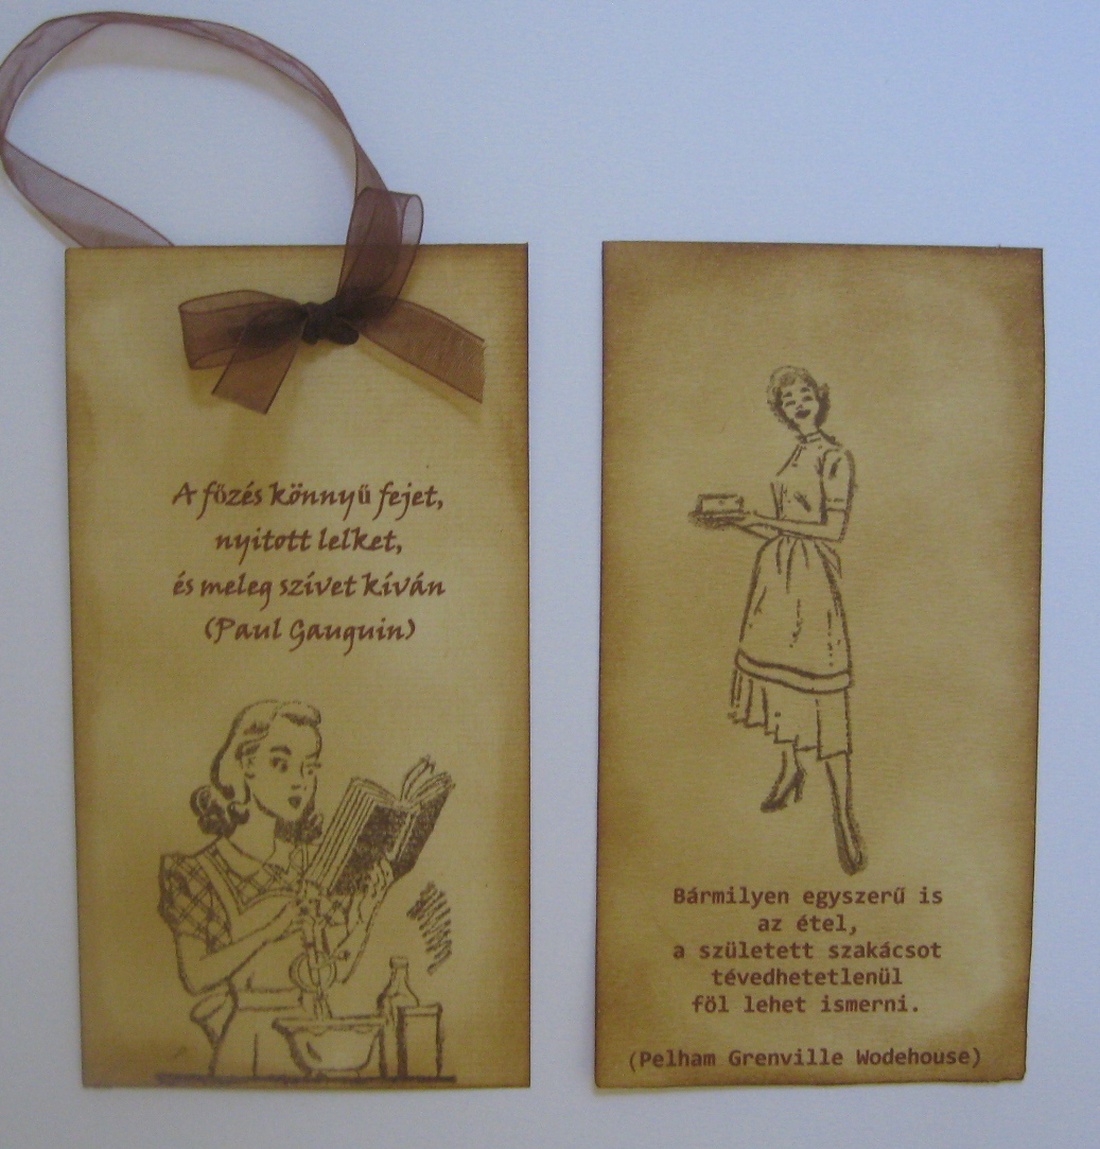 A főzés könnyű fejet,
nyitott lelket,
és meleg szívet kíván
(Paul Gauguin)
Bármilyen egyszerű is
az étel,
a született szakácsot
tévedhetetlenül
föl lehet ismerni.
(Pelham Grenville Wodehouse)